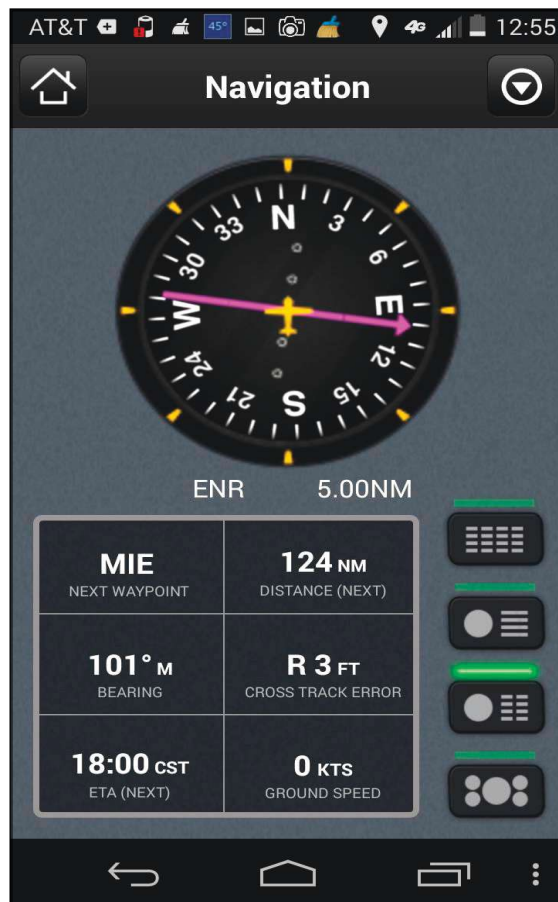 AT&T 45° 4G 12:55
Navigation
N
33 3
30 6
W E
24 12
21 15
S
ENR 5.00NM
MIE 124 NM
NEXT WAYPOINT DISTANCE (NEXT)
101° M R 3 FT
BEARING CROSS TRACK ERROR
18:00 CST 0 KTS
ETA (NEXT) GROUND SPEED